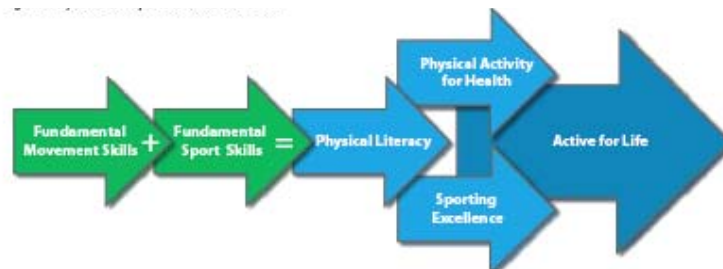 Fundamental
Movement Skills
+
Fundamental
Sport Skills
=
Physical Literacy
Physical Activity
for Health
Sporting
Excellence
Active for Life